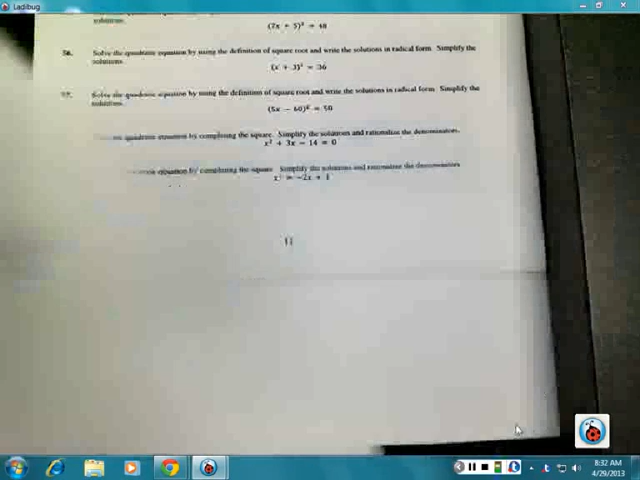 Ladibug
solutions.
(7x + 5)² = 48
56. Solve the quadratic equation by using the definition of square root and write the solutions in radical form. Simplify the
solutions.
(x + 3)² = 36
57. Solve the quadratic equation by using the definition of square root and write the solutions in radical form. Simplify the
solutions.
(5x − 60)² = 50
quadratic equation by completing the square. Simplify the solutions and rationalize the denominators.
x² + 3x − 14 = 0
equation by completing the square. Simplify the solutions and rationalize the denominators
x² = −2x + 1
11
8:32 AM
4/29/2013